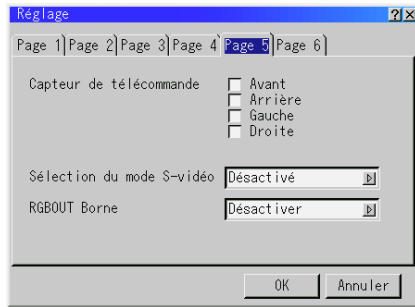 Réglage
Page 1 Page 2 Page 3 Page 4 Page 5 Page 6
Capteur de télécommande
Avant
Arrière
Gauche
Droite
Sélection du mode S-vidéo Désactivé
RGBOUT Borne Désactiver
OK Annuler